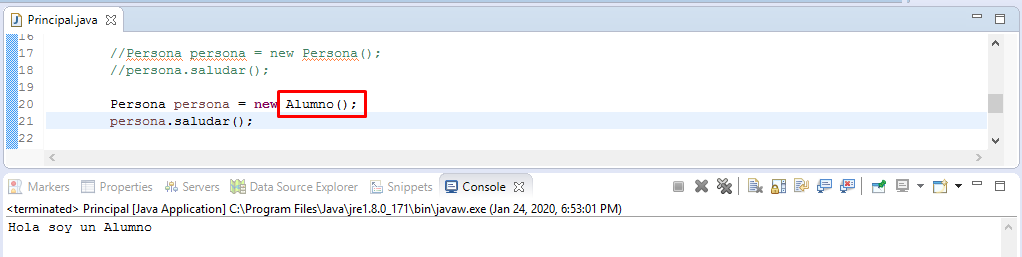 Principal.java
16
17 //Persona persona = new Persona();
18 //persona.saludar();
19
20 Persona persona = new Alumno();
21 persona.saludar();
22
Markers Properties Servers Data Source Explorer Snippets Console
<terminated> Principal [Java Application] C:\Program Files\Java\jre1.8.0_171\bin\javaw.exe (Jan 24, 2020, 6:53:01 PM)
Hola soy un Alumno